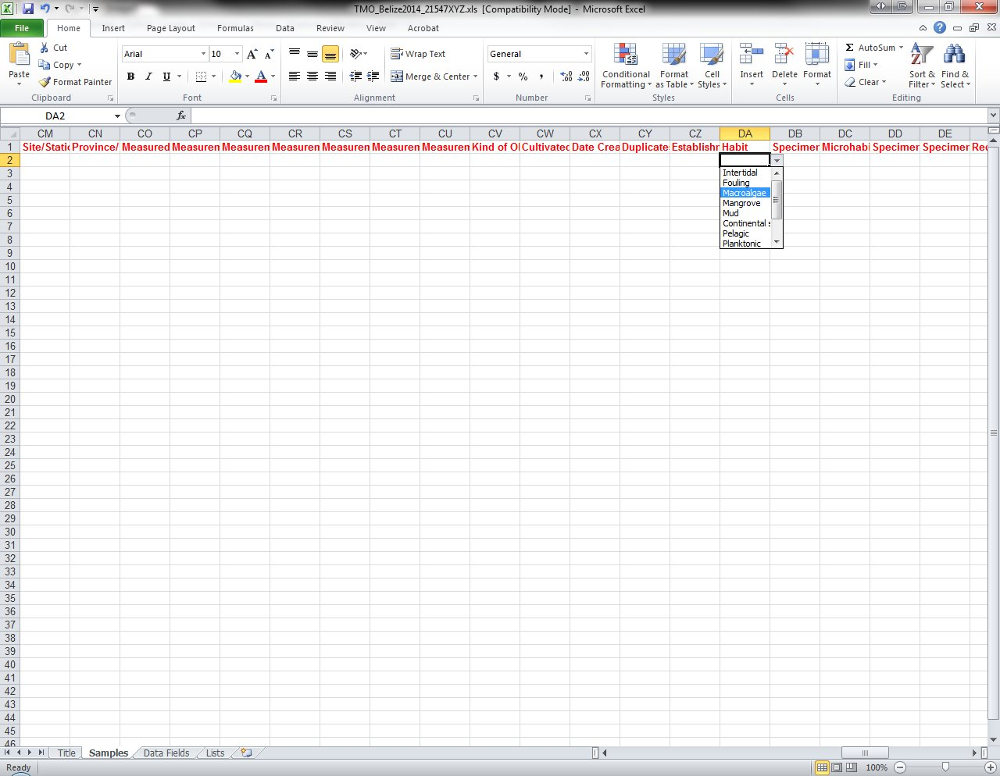 TMO_Belize2014_21547XYZ.xls [Compatibility Mode] - Microsoft Excel
File Home Insert Page Layout Formulas Data Review View Acrobat
Paste
Cut
Copy
Format Painter
Clipboard
Arial 10
B I U
Font
Wrap Text
Merge & Center
Alignment
General
$ % ,
Number
Conditional Formatting
Format as Table
Cell Styles
Styles
Insert Delete Format
Cells
Σ AutoSum
Fill
Clear
Sort & Filter
Find & Select
Editing
DA2 fx
CM CN CO CP CQ CR CS CT CU CV CW CX CY CZ DA DB DC DD DE
1 Site/Static Province/ Measured Measuren Measuren Measuren Measuren Measuren Measuren Kind of Ol Cultivated Date Crea Duplicate Establishr Habit Specimer Microhabi Specimer Specimer Rec
2
Intertidal
Fouling
Macroalgae
Mangrove
Mud
Continental s
Pelagic
Planktonic
3
4
5
6
7
8
9
10
11
12
13
14
15
16
17
18
19
20
21
22
23
24
25
26
27
28
29
30
31
32
33
34
35
36
37
38
39
40
41
42
43
44
45
46
Title Samples Data Fields Lists
Ready 100%